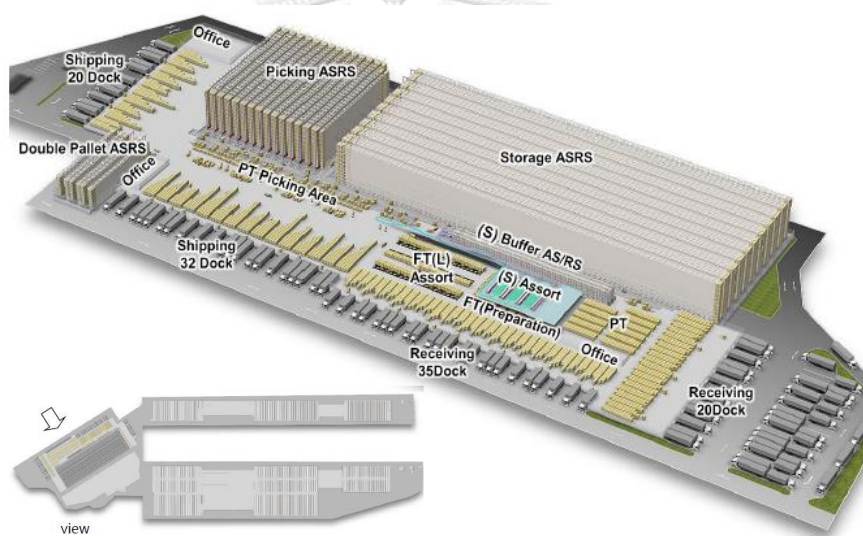 Office
Shipping
20 Dock
Picking ASRS
Double Pallet ASRS
Office
Storage ASRS
PT Picking Area
(S) Buffer AS/RS
Shipping
32 Dock
FT(L)
Assort
(S) Assort
FT(Preparation)
PT
Office
Receiving
35Dock
Receiving
20Dock
view